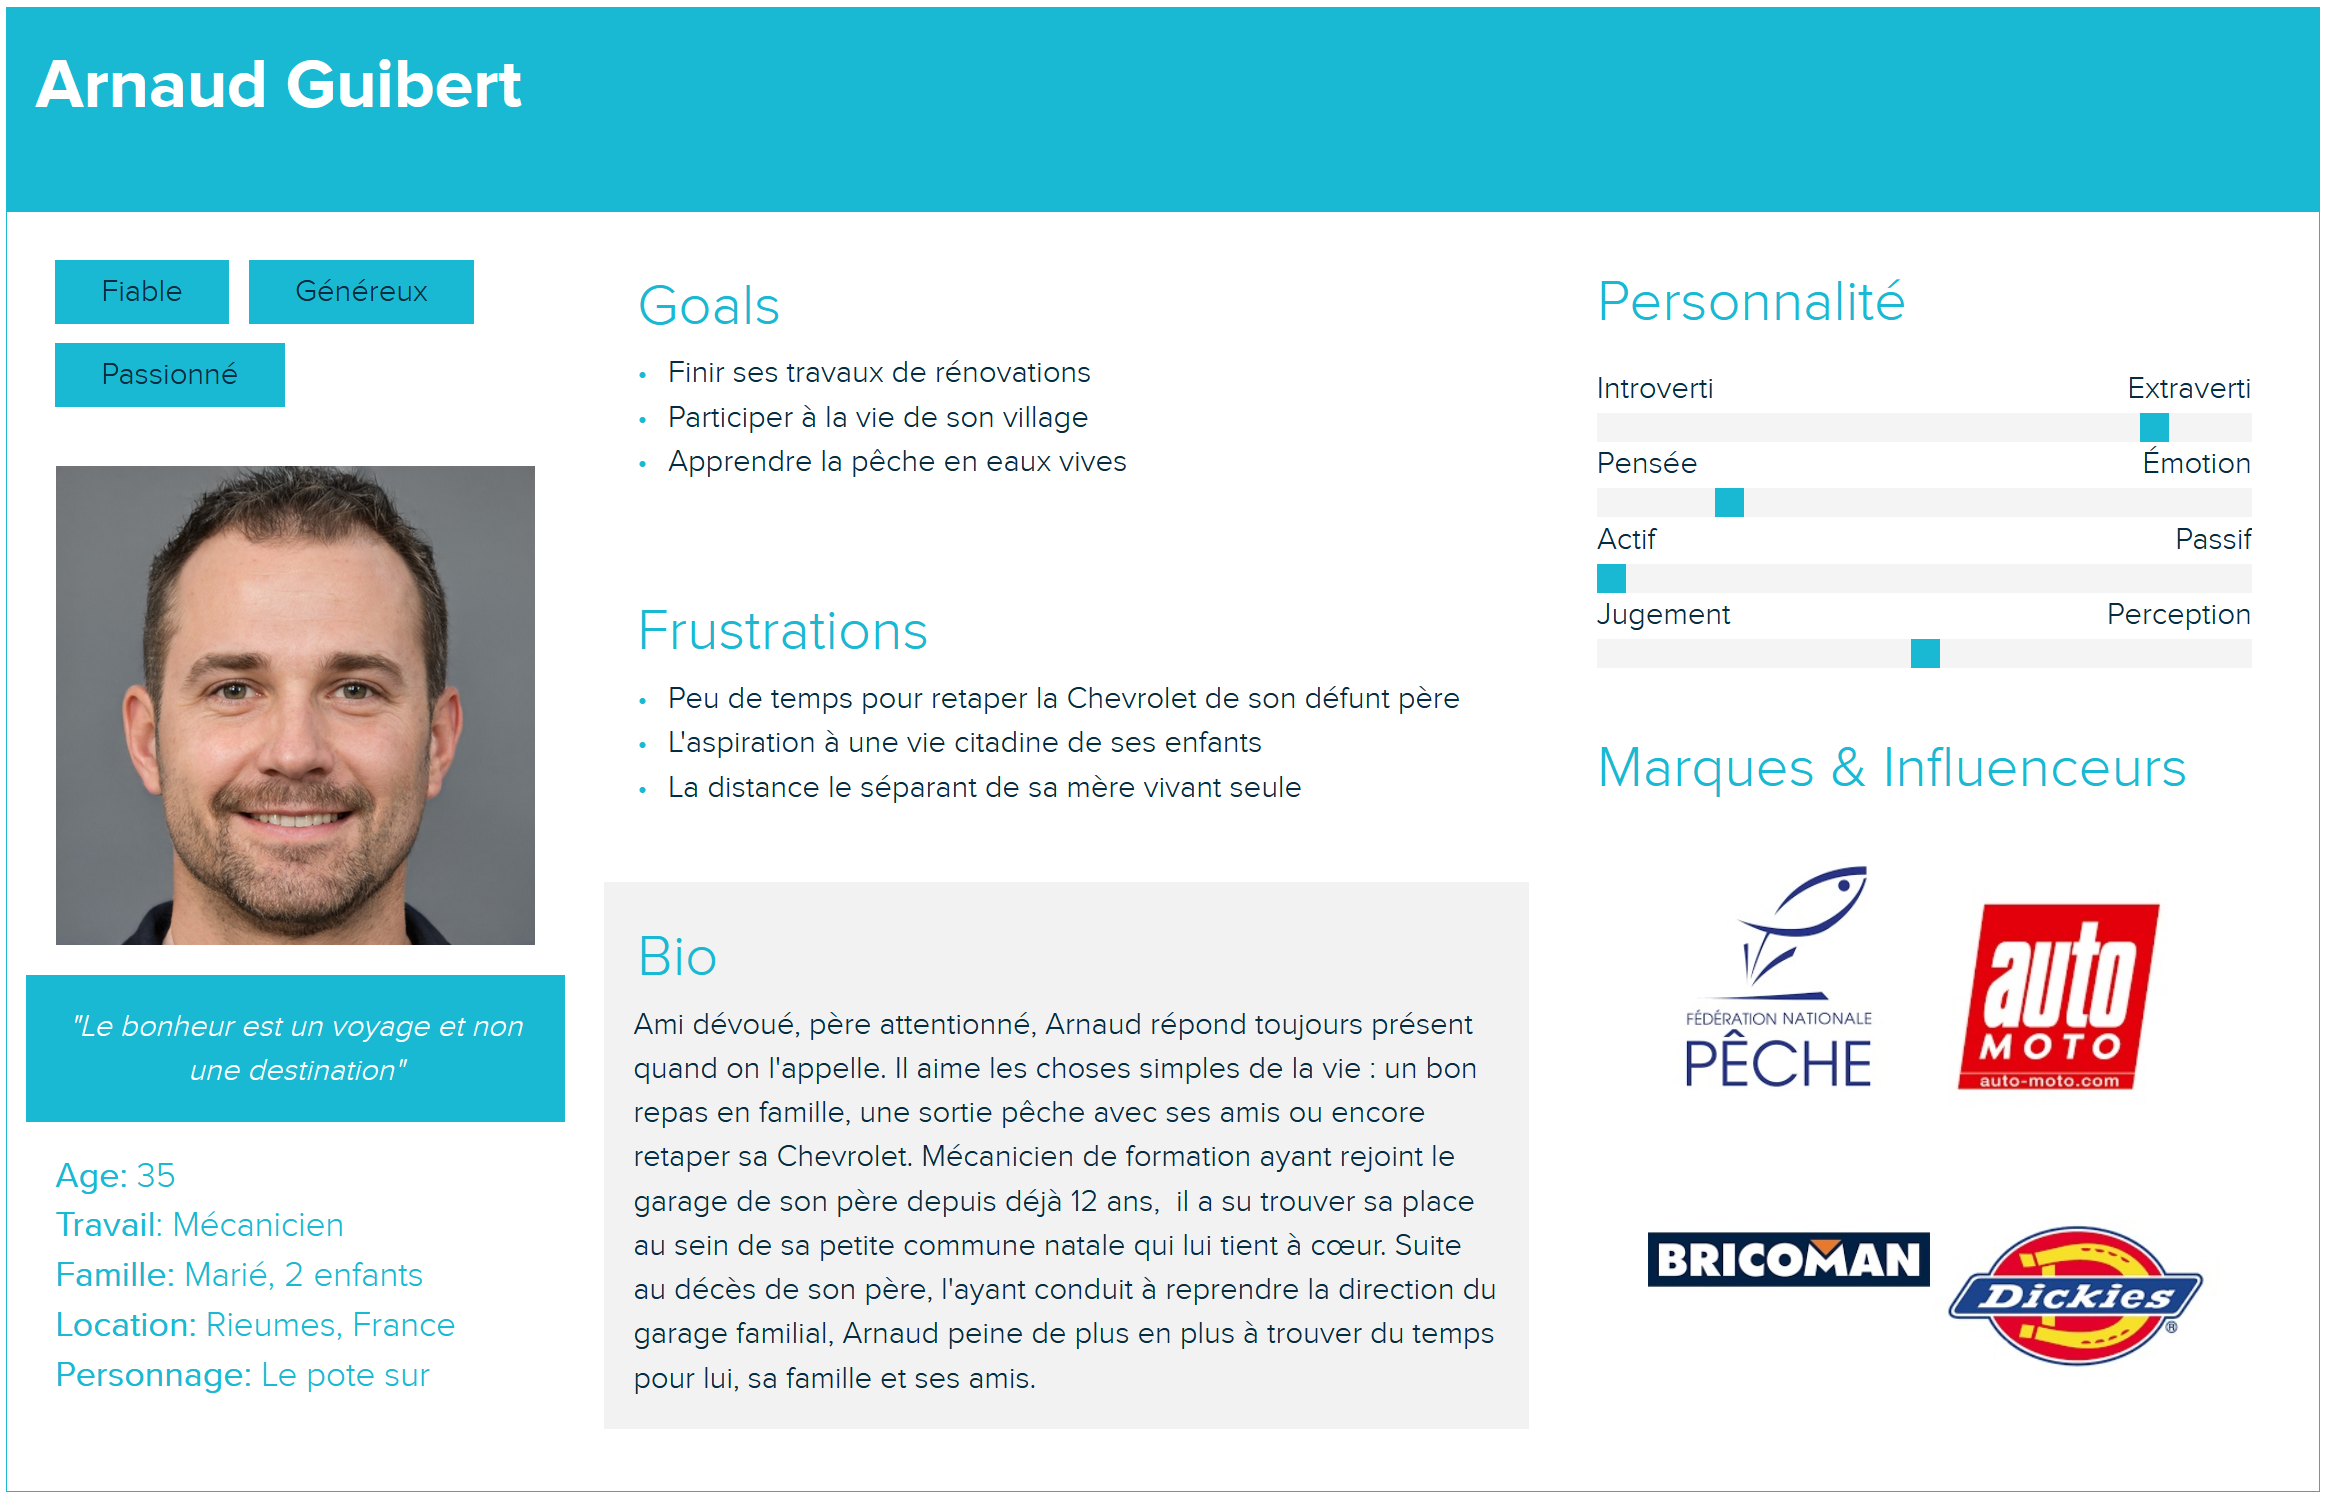 Arnaud Guibert
Fiable
Généreux
Passionné
"Le bonheur est un voyage et non
une destination"
Age: 35
Travail: Mécanicien
Famille: Marié, 2 enfants
Location: Rieumes, France
Personnage: Le pote sur
Goals
• Finir ses travaux de rénovations
• Participer à la vie de son village
• Apprendre la pêche en eaux vives
Frustrations
• Peu de temps pour retaper la Chevrolet de son défunt père
• L'aspiration à une vie citadine de ses enfants
• La distance le séparant de sa mère vivant seule
Bio
Ami dévoué, père attentionné, Arnaud répond toujours présent
quand on l'appelle. Il aime les choses simples de la vie : un bon
repas en famille, une sortie pêche avec ses amis ou encore
retaper sa Chevrolet. Mécanicien de formation ayant rejoint le
garage de son père depuis déjà 12 ans,  il a su trouver sa place
au sein de sa petite commune natale qui lui tient à cœur. Suite
au décès de son père, l'ayant conduit à reprendre la direction du
garage familial, Arnaud peine de plus en plus à trouver du temps
pour lui, sa famille et ses amis.
Personnalité
Introverti Extraverti
Pensée Émotion
Actif Passif
Jugement Perception
Marques & Influenceurs
FÉDÉRATION NATIONALE
PÊCHE
auto
MOTO
auto-moto.com
BRICOMAN
Dickies
®